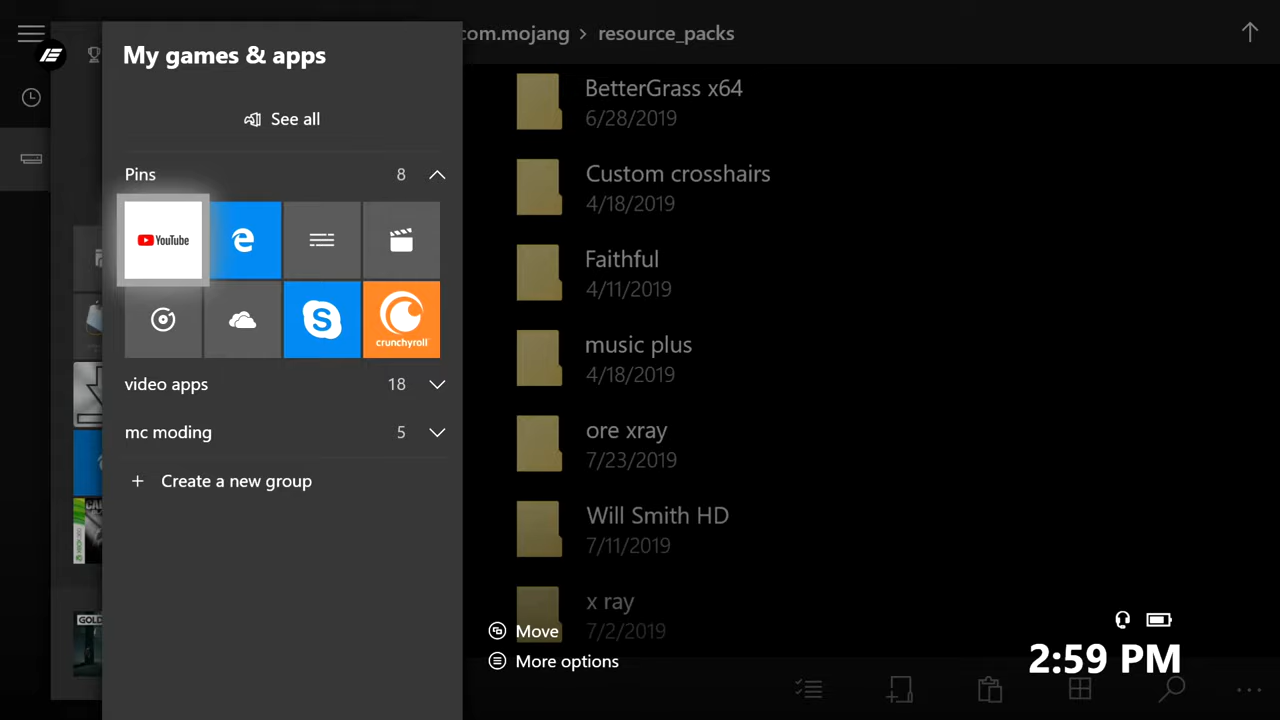 com.mojang > resource_packs
My games & apps
See all
Pins 8
YouTube
crunchyroll
video apps 18
mc moding 5
+ Create a new group
BetterGrass x64
6/28/2019
Custom crosshairs
4/18/2019
Faithful
4/11/2019
music plus
4/18/2019
ore xray
7/23/2019
Will Smith HD
7/11/2019
x ray
7/2/2019
Move
More options
2:59 PM
GOLD